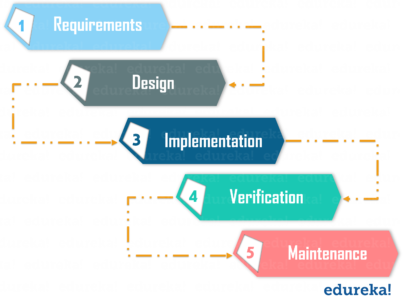 1 Requirements
2 Design
3 Implementation
4 Verification
5 Maintenance
edureka!